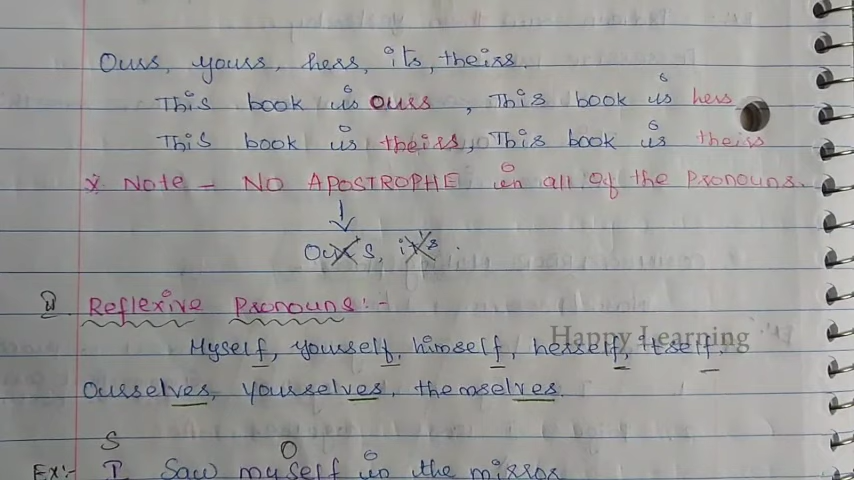 Ours, yours, hers, its, theirs.
This book is ours, This book is hers
This book is theirs, This book is theirs
* Note - NO APOSTROPHE in all of the Pronouns.
Our's, it's.
Reflexive Pronouns:-
Happy Learning
Myself, yourself, himself, herself, itself.
Ourselves, yourselves, themselves.
S O
Ex:- I saw myself in the mirror